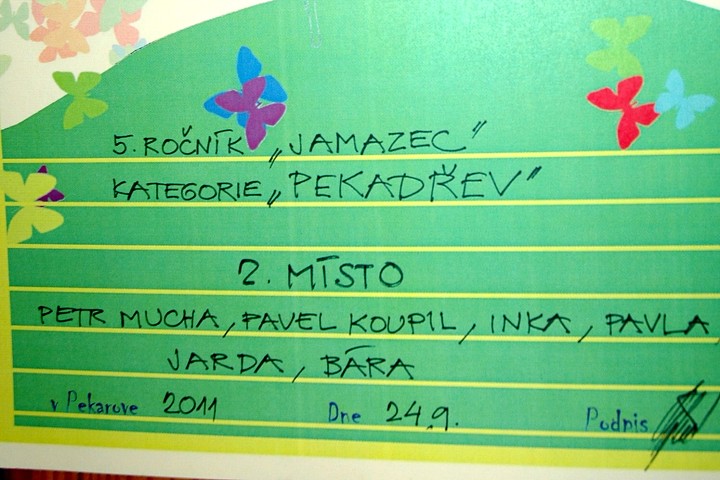 5. ROČNÍK „JAMAZEC"
KATEGORIE „PEKADŘEV"
2. MÍSTO
PETR MUCHA, PAVEL KOUPIL, INKA, PAVLA
JARDA, BÁRA
v Pekarove 2011 Dne 24.9. Podpis